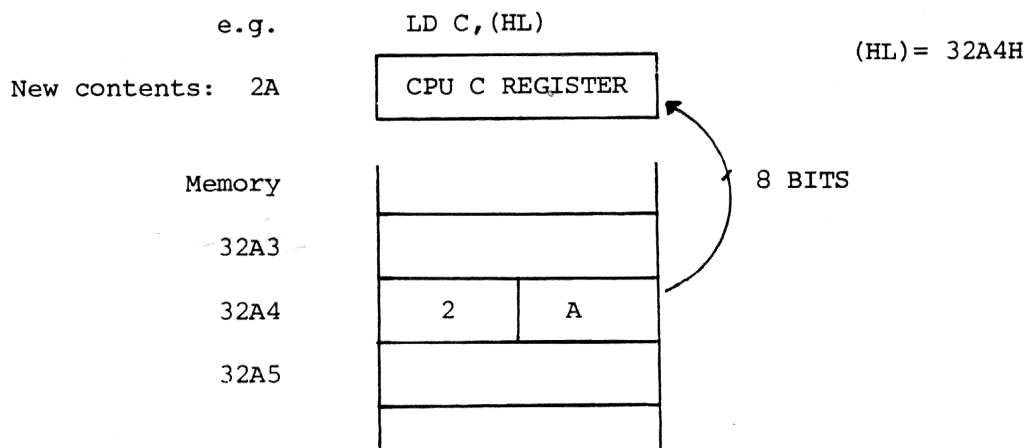 e.g. LD C,(HL)
(HL)= 32A4H
New contents: 2A CPU C REGISTER
Memory 8 BITS
32A3
32A4 2 A
32A5